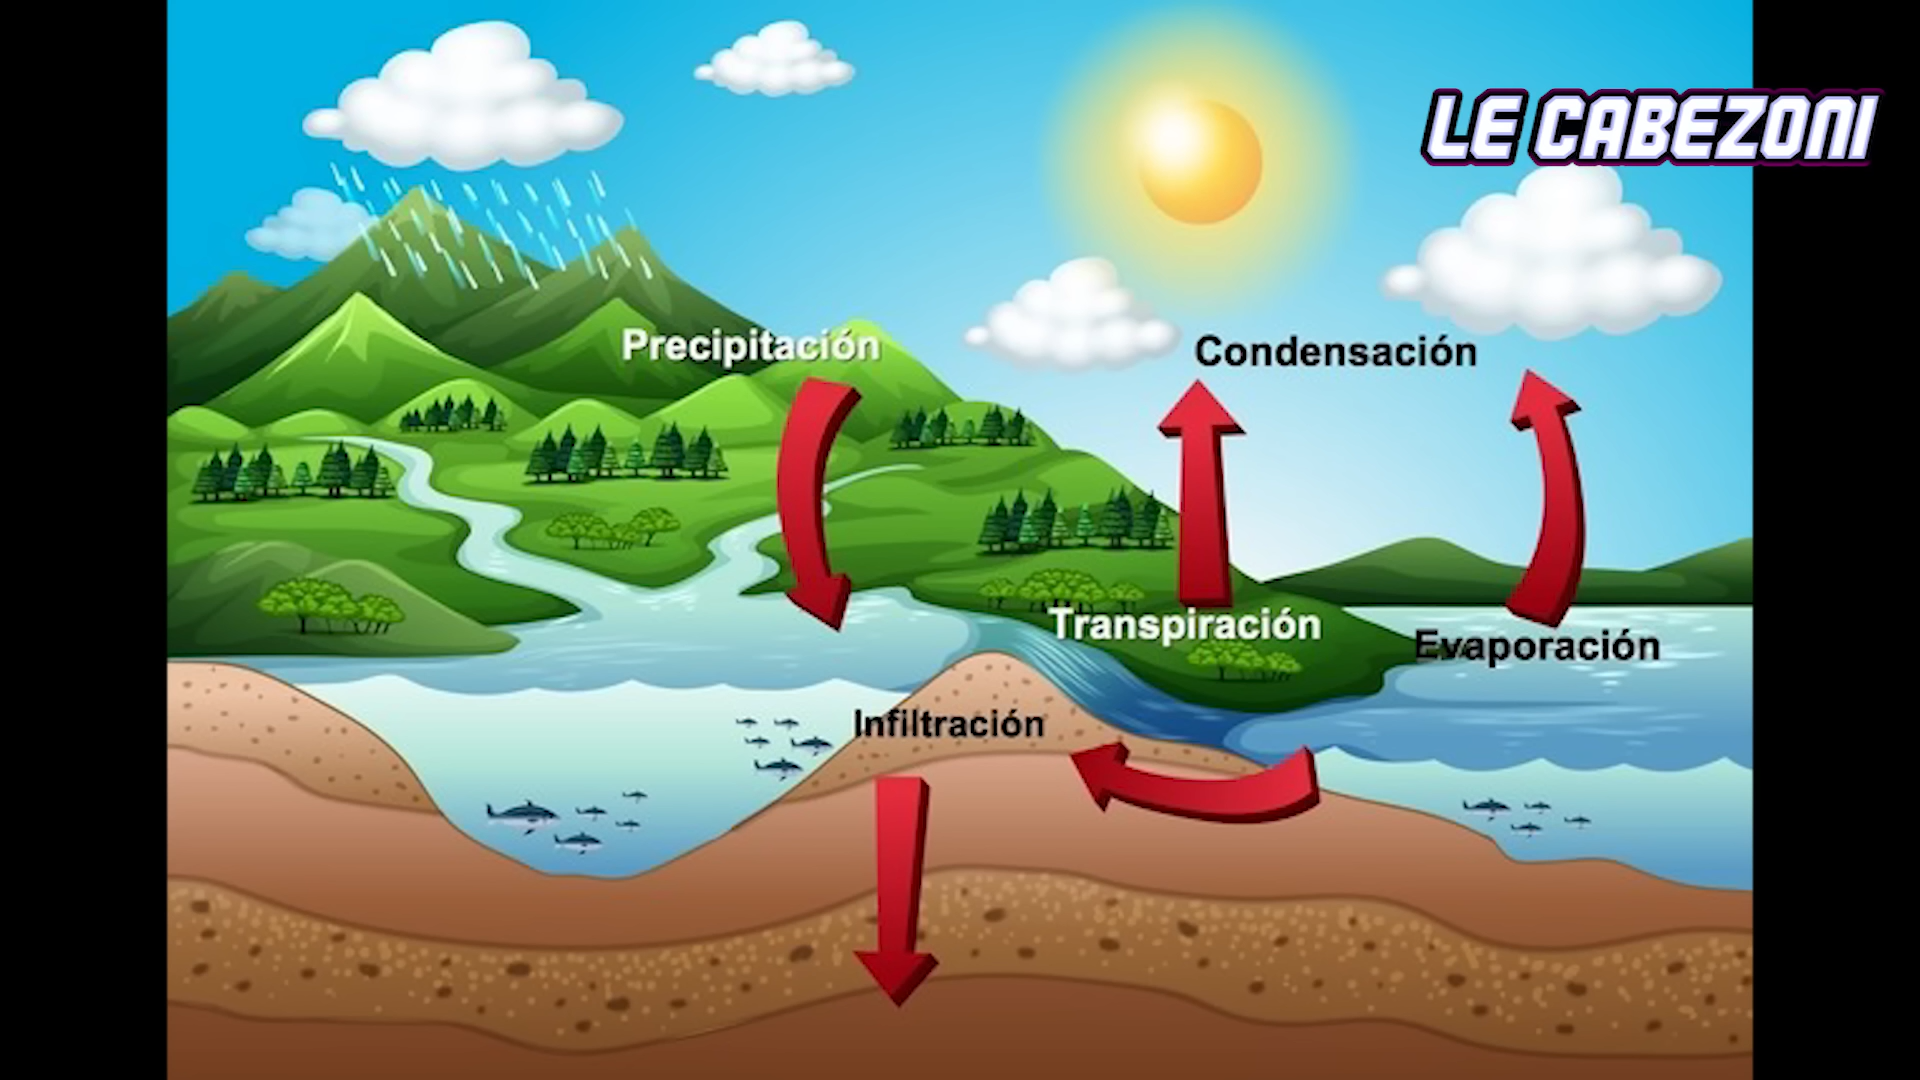 LE CABEZONI
Precipitación
Condensación
Transpiración
Evaporación
Infiltración